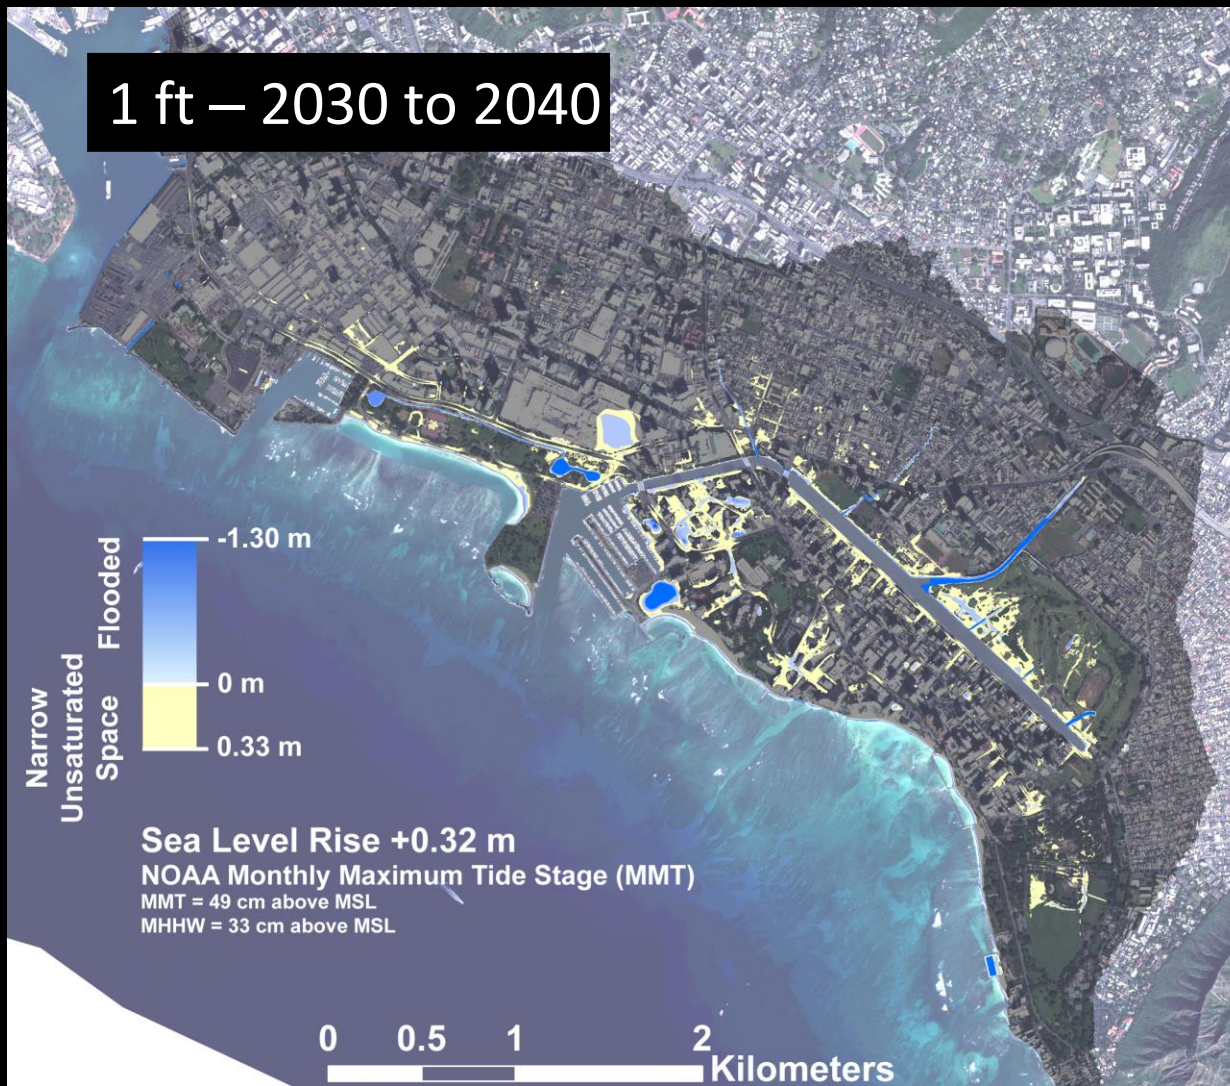 1 ft – 2030 to 2040
Narrow
Unsaturated
Space
Flooded
-1.30 m
0 m
0.33 m
Sea Level Rise +0.32 m
NOAA Monthly Maximum Tide Stage (MMT)
MMT = 49 cm above MSL
MHHW = 33 cm above MSL
0 0.5 1 2
Kilometers